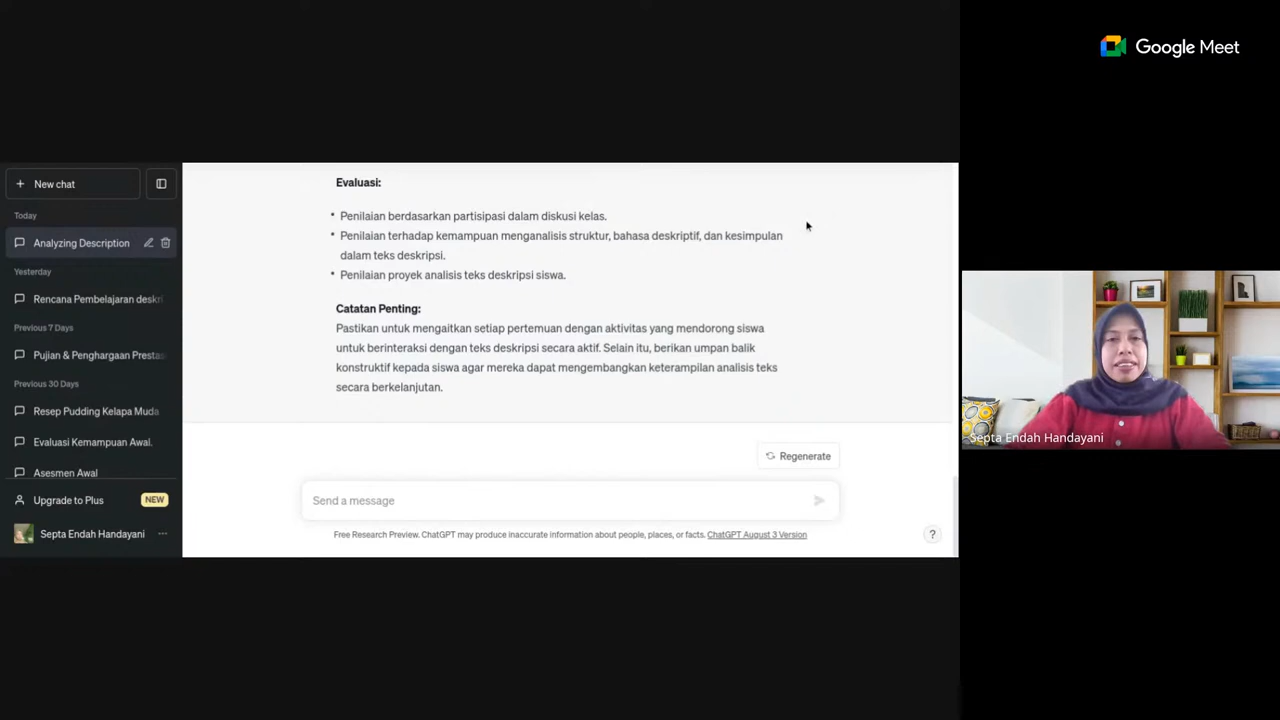 Google Meet
New chat
Today
Analyzing Description
Yesterday
Rencana Pembelajaran deskri
Previous 7 Days
Pujian & Penghargaan Prestas
Previous 30 Days
Resep Pudding Kelapa Muda
Evaluasi Kemampuan Awal.
Asesmen Awal
Upgrade to Plus NEW
Septa Endah Handayani
Evaluasi:
• Penilaian berdasarkan partisipasi dalam diskusi kelas.
• Penilaian terhadap kemampuan menganalisis struktur, bahasa deskriptif, dan kesimpulan
dalam teks deskripsi.
• Penilaian proyek analisis teks deskripsi siswa.
Catatan Penting:
Pastikan untuk mengaitkan setiap pertemuan dengan aktivitas yang mendorong siswa
untuk berinteraksi dengan teks deskripsi secara aktif. Selain itu, berikan umpan balik
konstruktif kepada siswa agar mereka dapat mengembangkan keterampilan analisis teks
secara berkelanjutan.
Regenerate
Send a message
Free Research Preview. ChatGPT may produce inaccurate information about people, places, or facts. ChatGPT August 3 Version
?
Septa Endah Handayani